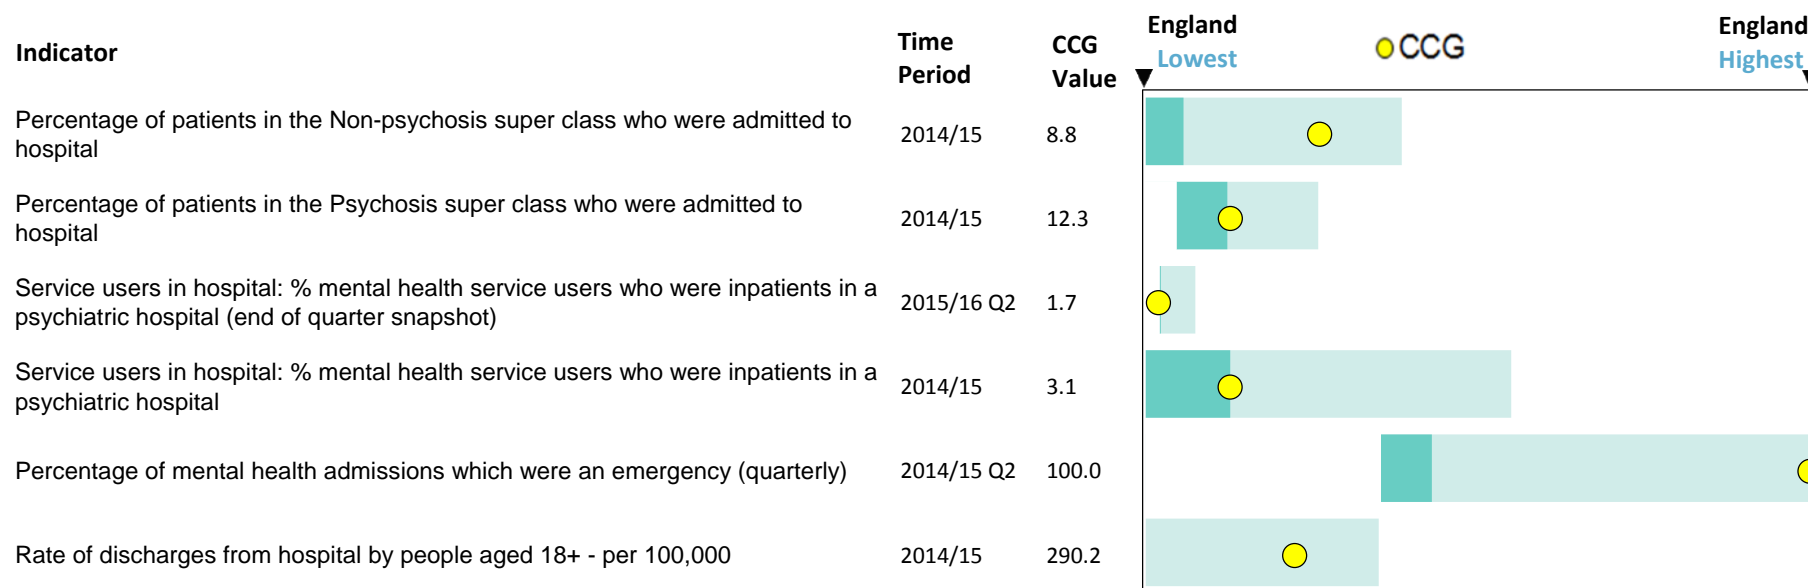 Indicator
Time
Period
CCG
Value
England
Lowest
CCG
England
Highest
Percentage of patients in the Non-psychosis super class who were admitted to
hospital
2014/15
8.8
Percentage of patients in the Psychosis super class who were admitted to
hospital
2014/15
12.3
Service users in hospital: % mental health service users who were inpatients in a
psychiatric hospital (end of quarter snapshot)
2015/16 Q2
1.7
Service users in hospital: % mental health service users who were inpatients in a
psychiatric hospital
2014/15
3.1
Percentage of mental health admissions which were an emergency (quarterly)
2014/15 Q2
100.0
Rate of discharges from hospital by people aged 18+ - per 100,000
2014/15
290.2